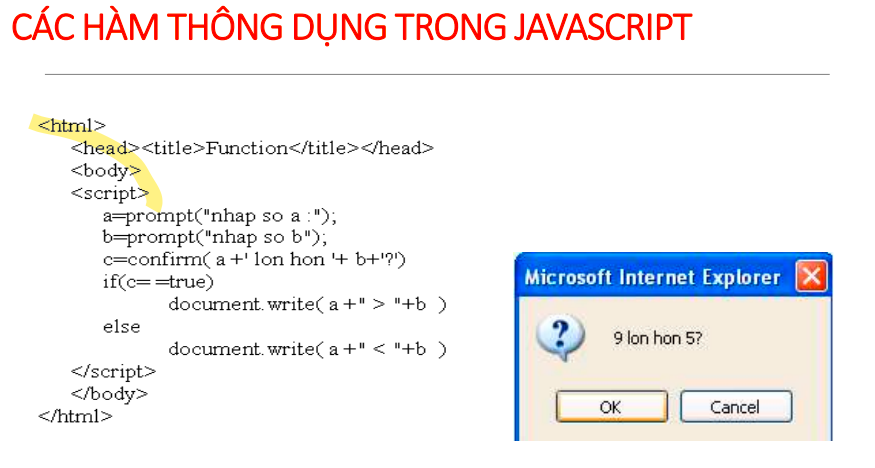 CÁC HÀM THÔNG DỤNG TRONG JAVASCRIPT
<html>
<head><title>Function</title></head>
<body>
<script>
a=prompt("nhap so a :");
b=prompt("nhap so b");
c=confirm( a +' lon hon '+ b+'?')
if(c= =true)
document.write( a +" > "+b )
else
document.write( a +" < "+b )
</script>
</body>
</html>
Microsoft Internet Explorer
9 lon hon 5?
OK Cancel